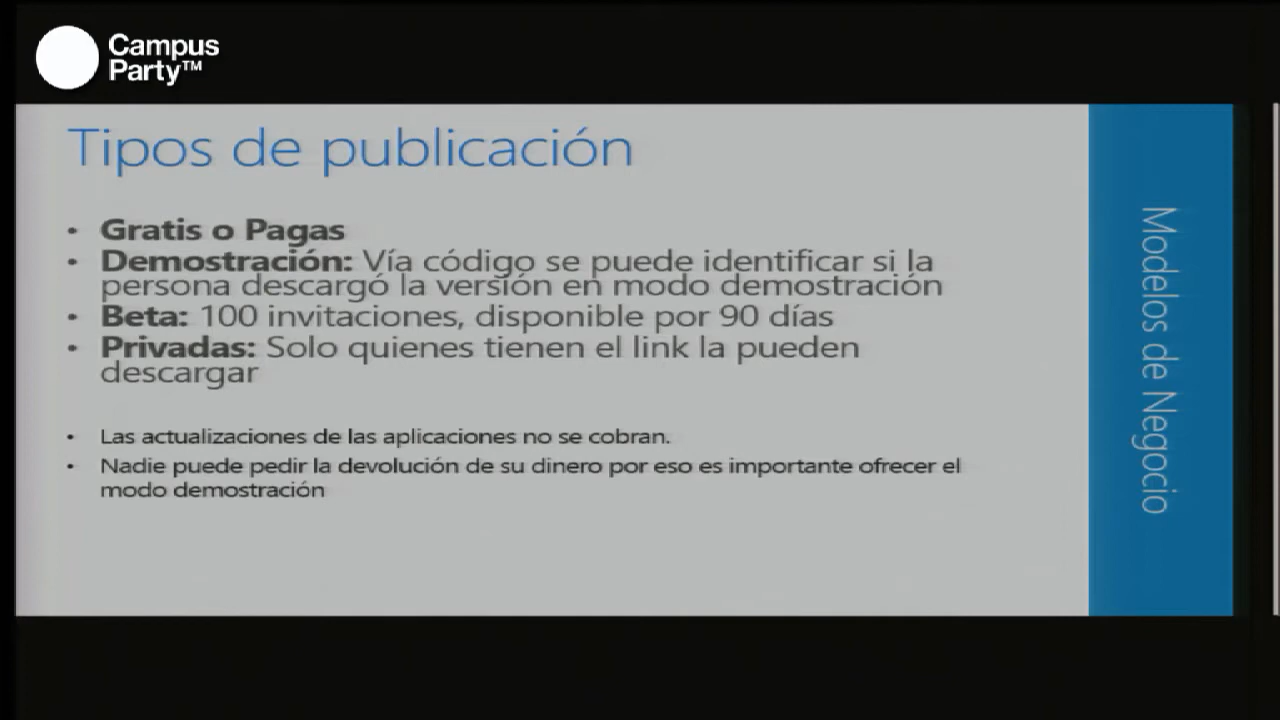 Campus
Party™
Tipos de publicación
• Gratis o Pagas
• Demostración: Vía código se puede identificar si la
persona descargó la versión en modo demostración
• Beta: 100 invitaciones, disponible por 90 días
• Privadas: Solo quienes tienen el link la pueden
descargar
• Las actualizaciones de las aplicaciones no se cobran.
• Nadie puede pedir la devolución de su dinero por eso es importante ofrecer el
modo demostración
Modelos de Negocio